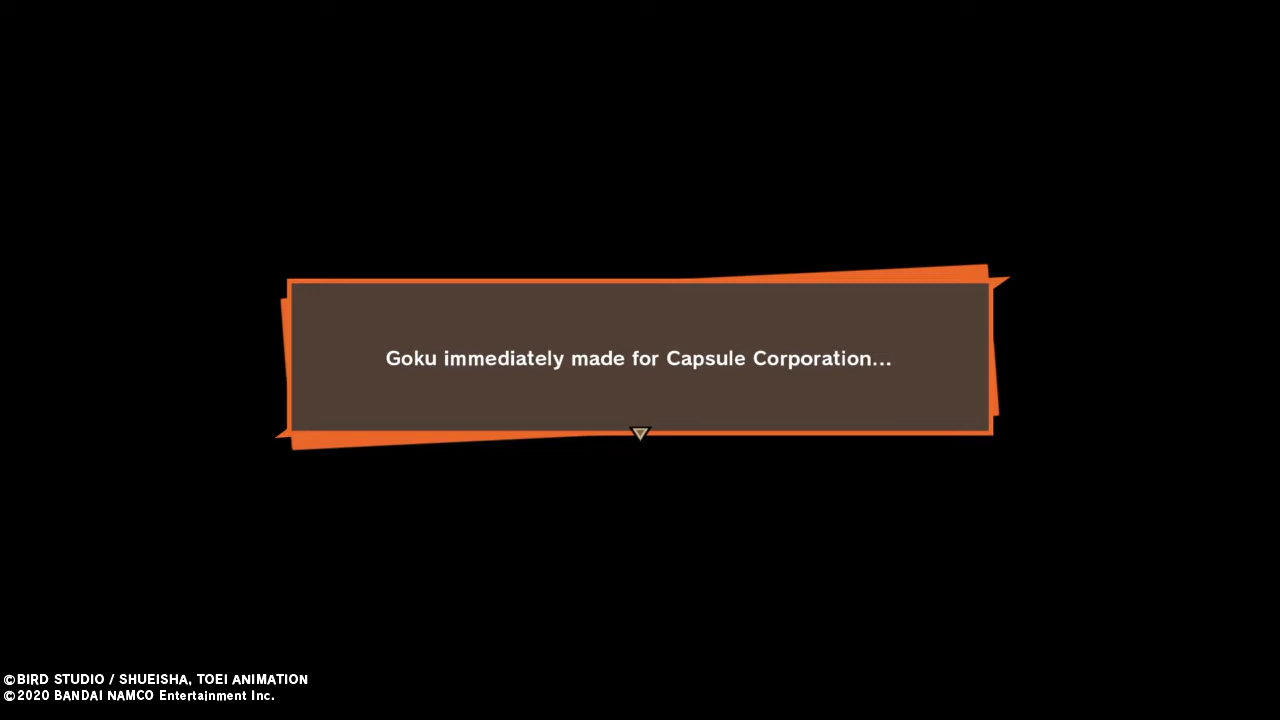 Goku immediately made for Capsule Corporation...
©BIRD STUDIO / SHUEISHA, TOEI ANIMATION
©2020 BANDAI NAMCO Entertainment Inc.